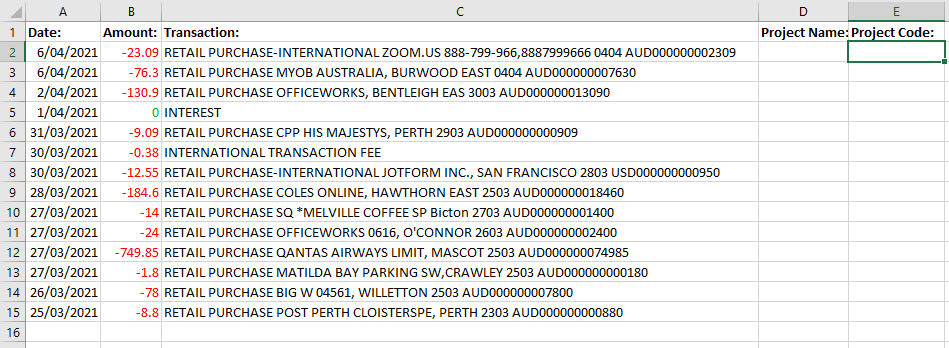 A B C D E
1 Date: Amount: Transaction: Project Name: Project Code:
2 6/04/2021 -23.09 RETAIL PURCHASE-INTERNATIONAL ZOOM.US 888-799-966,8887999666 0404 AUD000000002309
3 6/04/2021 -76.3 RETAIL PURCHASE MYOB AUSTRALIA, BURWOOD EAST 0404 AUD000000007630
4 2/04/2021 -130.9 RETAIL PURCHASE OFFICEWORKS, BENTLEIGH EAS 3003 AUD000000013090
5 1/04/2021 0 INTEREST
6 31/03/2021 -9.09 RETAIL PURCHASE CPP HIS MAJESTYS, PERTH 2903 AUD000000000909
7 30/03/2021 -0.38 INTERNATIONAL TRANSACTION FEE
8 30/03/2021 -12.55 RETAIL PURCHASE-INTERNATIONAL JOTFORM INC., SAN FRANCISCO 2803 USD000000000950
9 28/03/2021 -184.6 RETAIL PURCHASE COLES ONLINE, HAWTHORN EAST 2503 AUD000000018460
10 27/03/2021 -14 RETAIL PURCHASE SQ *MELVILLE COFFEE SP Bicton 2703 AUD000000001400
11 27/03/2021 -24 RETAIL PURCHASE OFFICEWORKS 0616, O'CONNOR 2603 AUD000000002400
12 27/03/2021 -749.85 RETAIL PURCHASE QANTAS AIRWAYS LIMIT, MASCOT 2503 AUD000000074985
13 27/03/2021 -1.8 RETAIL PURCHASE MATILDA BAY PARKING SW,CRAWLEY 2503 AUD000000000180
14 26/03/2021 -78 RETAIL PURCHASE BIG W 04561, WILLETTON 2503 AUD000000007800
15 25/03/2021 -8.8 RETAIL PURCHASE POST PERTH CLOISTERSPE, PERTH 2303 AUD000000000880
16